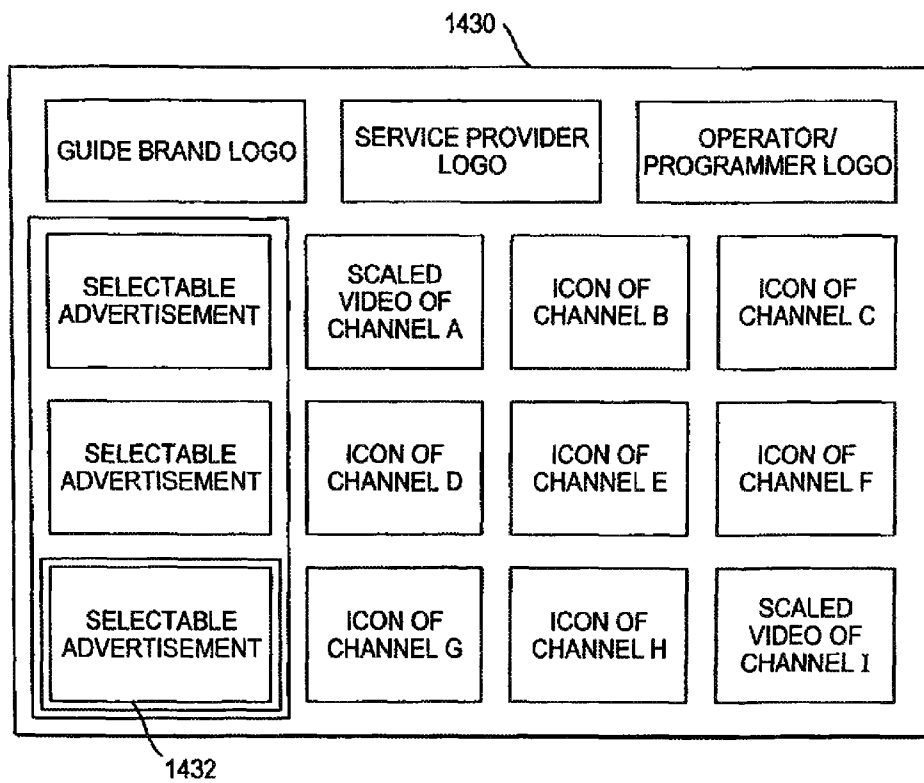 1430
GUIDE BRAND LOGO
SERVICE PROVIDER
LOGO
OPERATOR/
PROGRAMMER LOGO
SELECTABLE
ADVERTISEMENT
SCALED
VIDEO OF
CHANNEL A
ICON OF
CHANNEL B
ICON OF
CHANNEL C
SELECTABLE
ADVERTISEMENT
ICON OF
CHANNEL D
ICON OF
CHANNEL E
ICON OF
CHANNEL F
SELECTABLE
ADVERTISEMENT
ICON OF
CHANNEL G
ICON OF
CHANNEL H
SCALED
VIDEO OF
CHANNEL I
1432